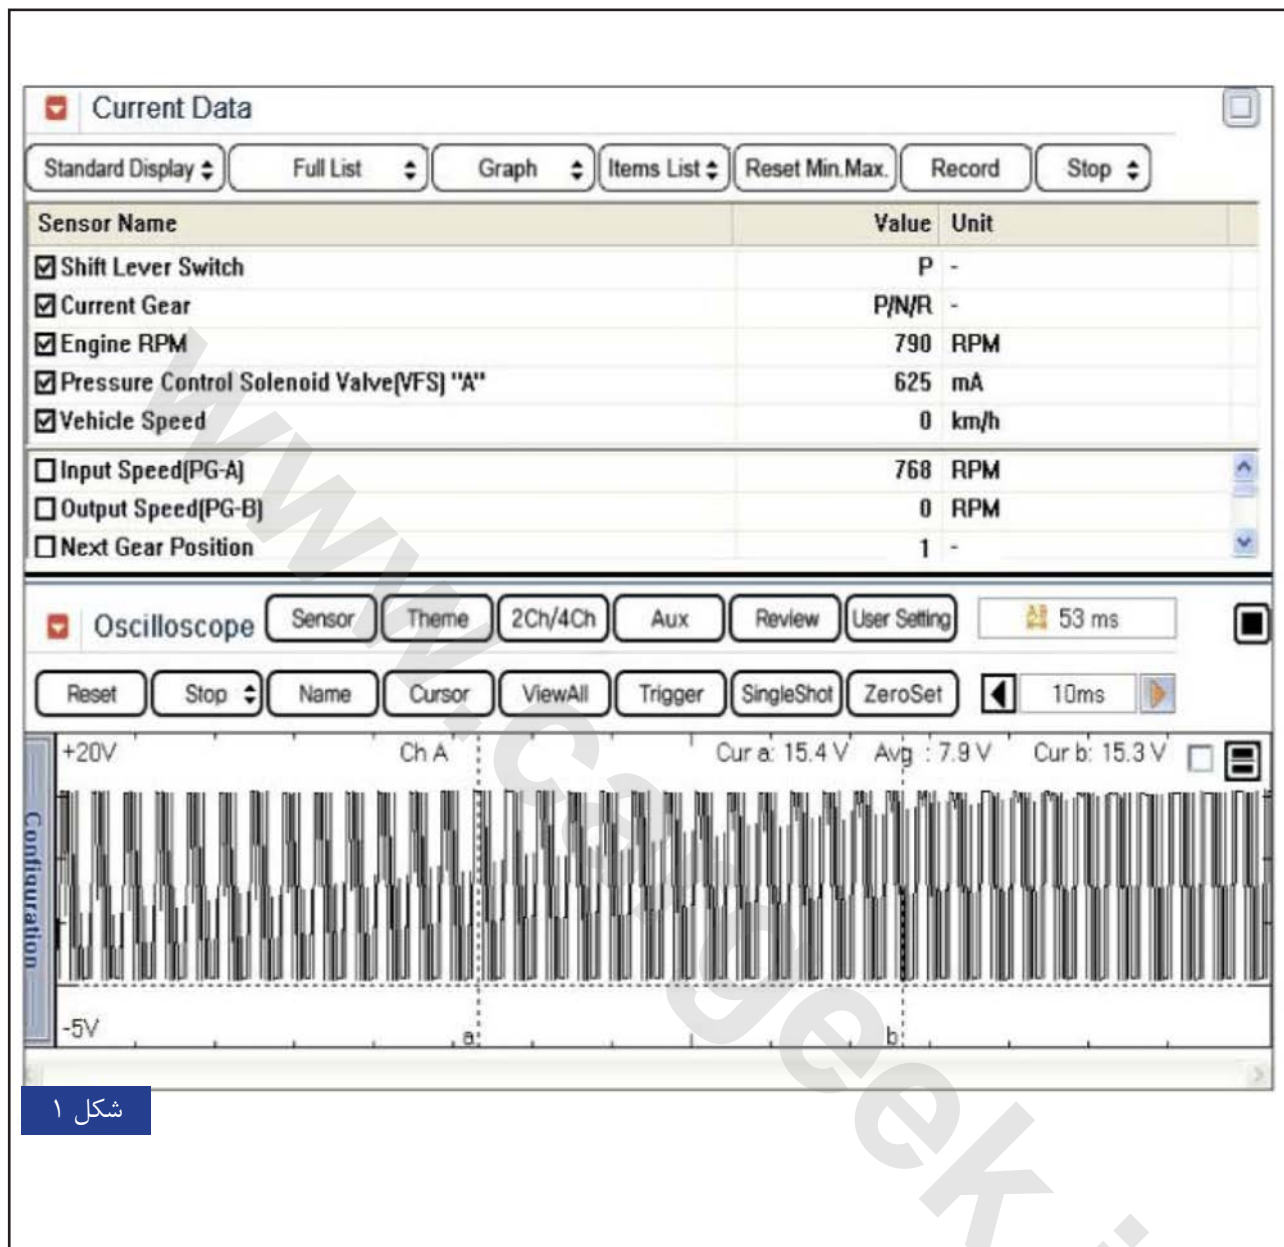 Current Data
Standard Display Full List Graph Items List Reset Min.Max. Record Stop
Sensor Name Value Unit
Shift Lever Switch P -
Current Gear P/N/R -
Engine RPM 790 RPM
Pressure Control Solenoid Valve(VFS) "A" 625 mA
Vehicle Speed 0 km/h
Input Speed(PG-A) 768 RPM
Output Speed(PG-B) 0 RPM
Next Gear Position 1 -
Oscilloscope Sensor Theme 2Ch/4Ch Aux Review User Setting 53 ms
Reset Stop Name Cursor ViewAll Trigger SingleShot ZeroSet 10ms
+20V Ch A Cur a: 15.4 V Avg : 7.9 V Cur b: 15.3 V
Configuration
-5V a b
شکل ۱